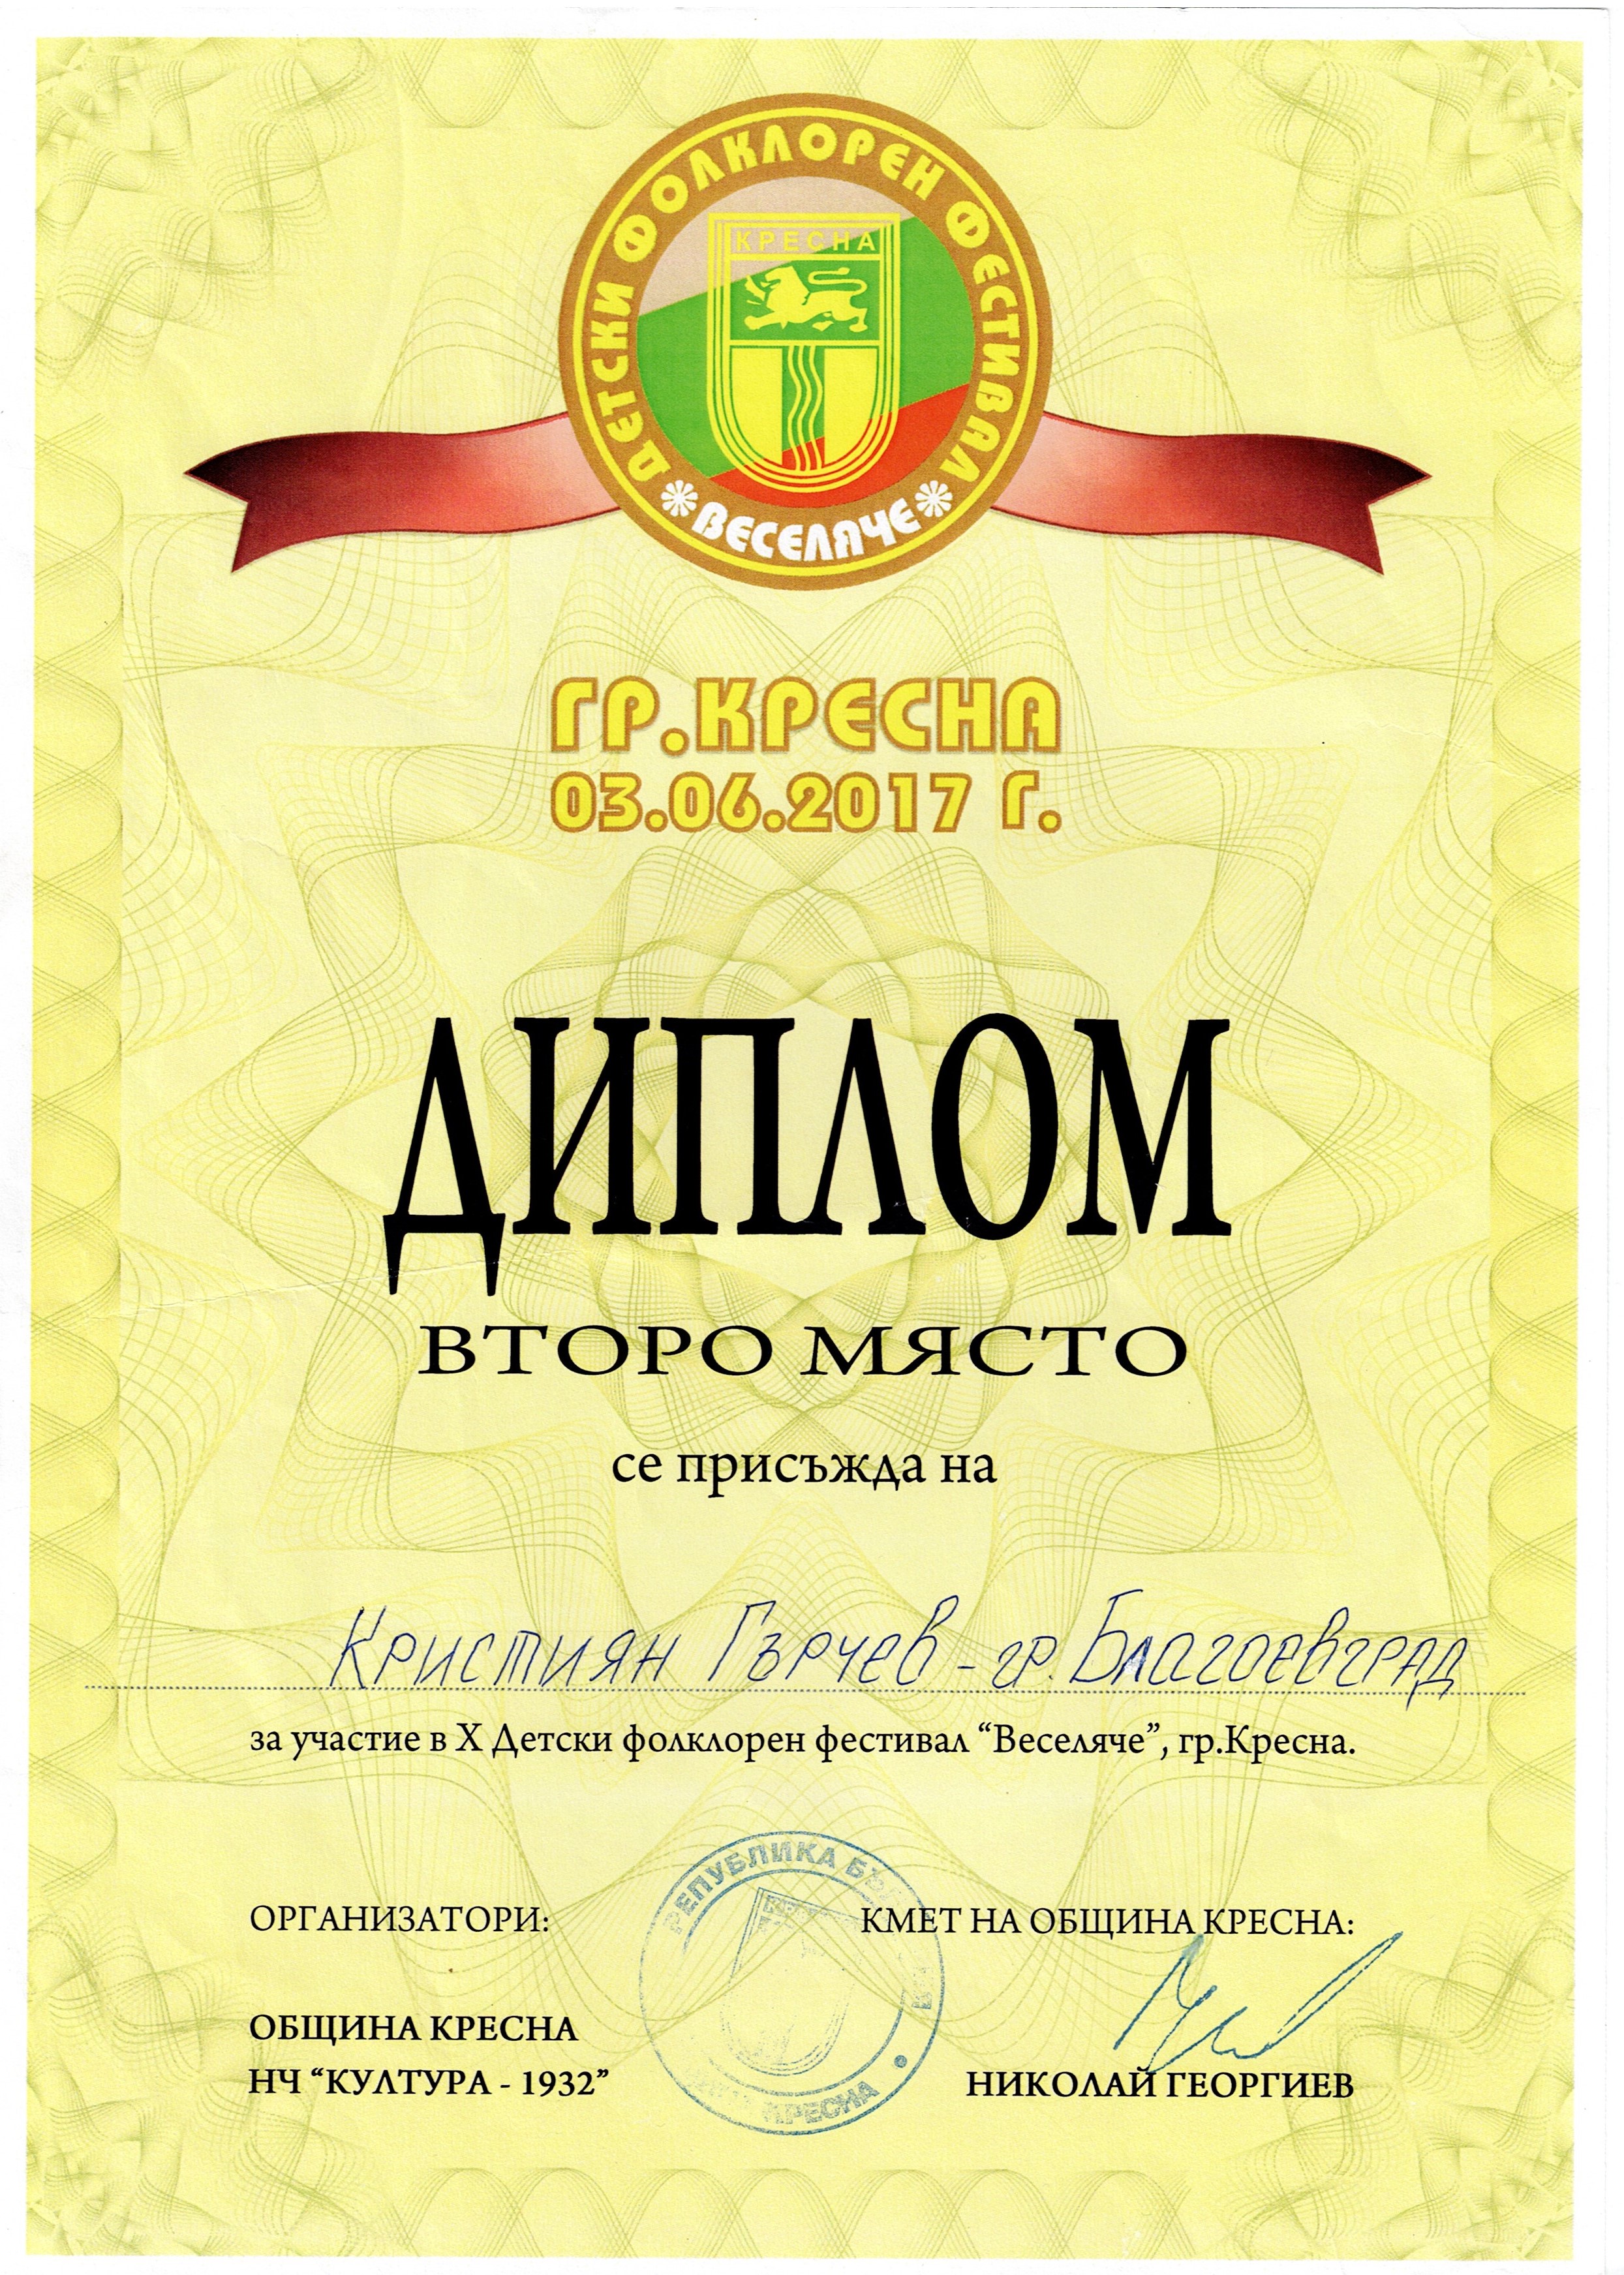 ДЕТСКИ ФОЛКЛОРЕН ФЕСТИВАЛ
КРЕСНА
ВЕСЕЛЯЧЕ
ГР.КРЕСНА
03.06.2017 Г.
ДИПЛОМ
ВТОРО МЯСТО
се присъжда на
Кристиян Гърчев - гр. Благоевград
за участие в X Детски фолклорен фестивал “Веселяче”, гр.Кресна.
РЕПУБЛИКА
КРЕСНА
ОРГАНИЗАТОРИ:
КМЕТ НА ОБЩИНА КРЕСНА:
ОБЩИНА КРЕСНА
НЧ “КУЛТУРА - 1932”
НИКОЛАЙ ГЕОРГИЕВ